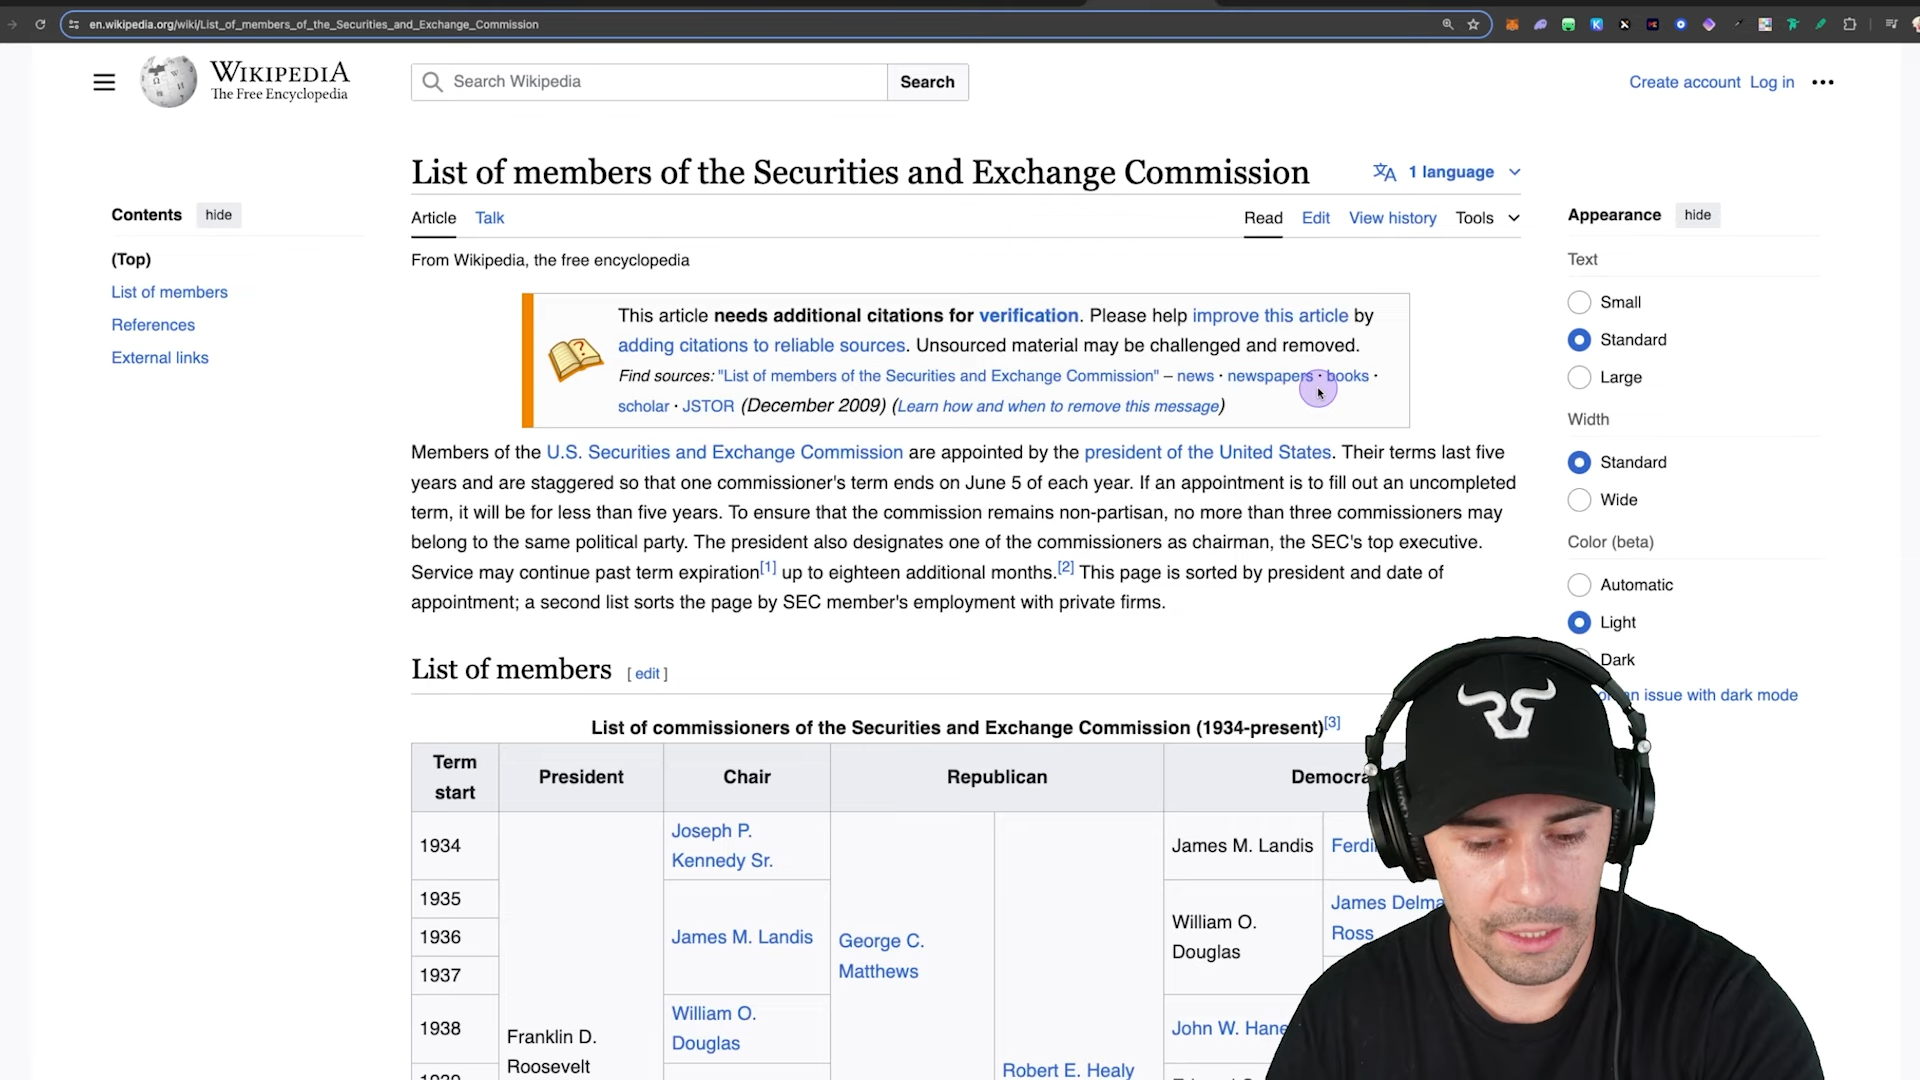 en.wikipedia.org/wiki/List_of_members_of_the_Securities_and_Exchange_Commission
WIKIPEDIA
The Free Encyclopedia
Search Wikipedia
Search
Create account Log in
List of members of the Securities and Exchange Commission
1 language
Contents hide
(Top)
List of members
References
External links
Article Talk
Read Edit View history Tools
From Wikipedia, the free encyclopedia
This article needs additional citations for verification. Please help improve this article by
adding citations to reliable sources. Unsourced material may be challenged and removed.
Find sources: "List of members of the Securities and Exchange Commission" – news · newspapers · books ·
scholar · JSTOR (December 2009) (Learn how and when to remove this message)
Members of the U.S. Securities and Exchange Commission are appointed by the president of the United States. Their terms last five
years and are staggered so that one commissioner's term ends on June 5 of each year. If an appointment is to fill out an uncompleted
term, it will be for less than five years. To ensure that the commission remains non-partisan, no more than three commissioners may
belong to the same political party. The president also designates one of the commissioners as chairman, the SEC's top executive.
Service may continue past term expiration[1] up to eighteen additional months.[2] This page is sorted by president and date of
appointment; a second list sorts the page by SEC member's employment with private firms.
List of members [ edit ]
List of commissioners of the Securities and Exchange Commission (1934-present)[3]
Term
start
President
Chair
Republican
Democra
1934
Joseph P.
Kennedy Sr.
James M. Landis
Ferdi
1935
1936
1937
James M. Landis
George C.
Matthews
William O.
Douglas
James Delma
Ross
1938
Franklin D.
Roosevelt
William O.
Douglas
Robert E. Healy
John W. Hane
Appearance hide
Text
Small
Standard
Large
Width
Standard
Wide
Color (beta)
Automatic
Light
Dark
an issue with dark mode